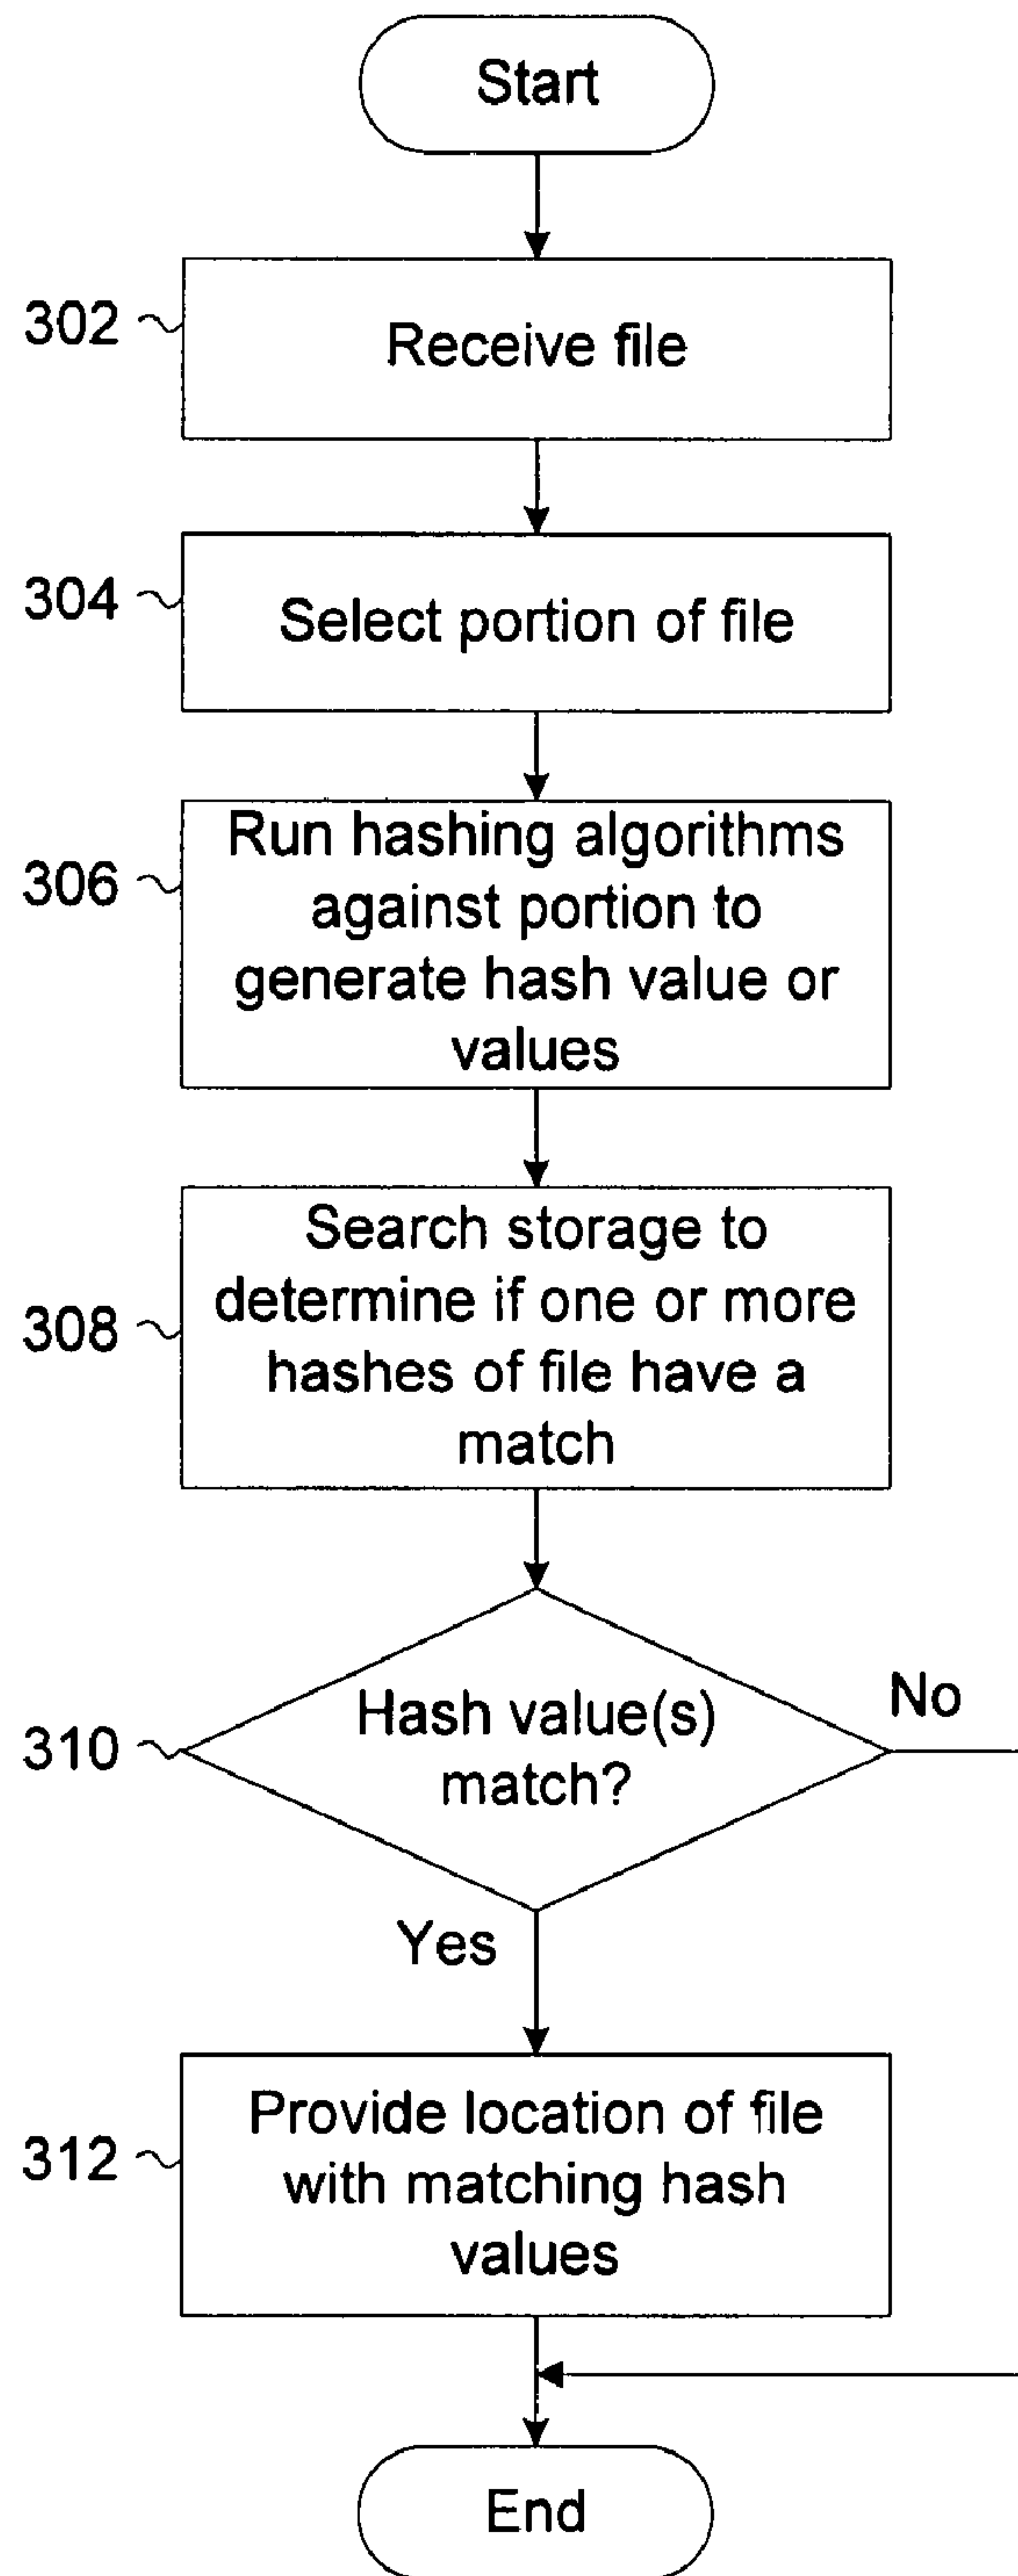 Start
302
Receive file
304
Select portion of file
306
Run hashing algorithms
against portion to
generate hash value or
values
308
Search storage to
determine if one or more
hashes of file have a
match
310
Hash value(s)
match?
No
Yes
312
Provide location of file
with matching hash
values
End